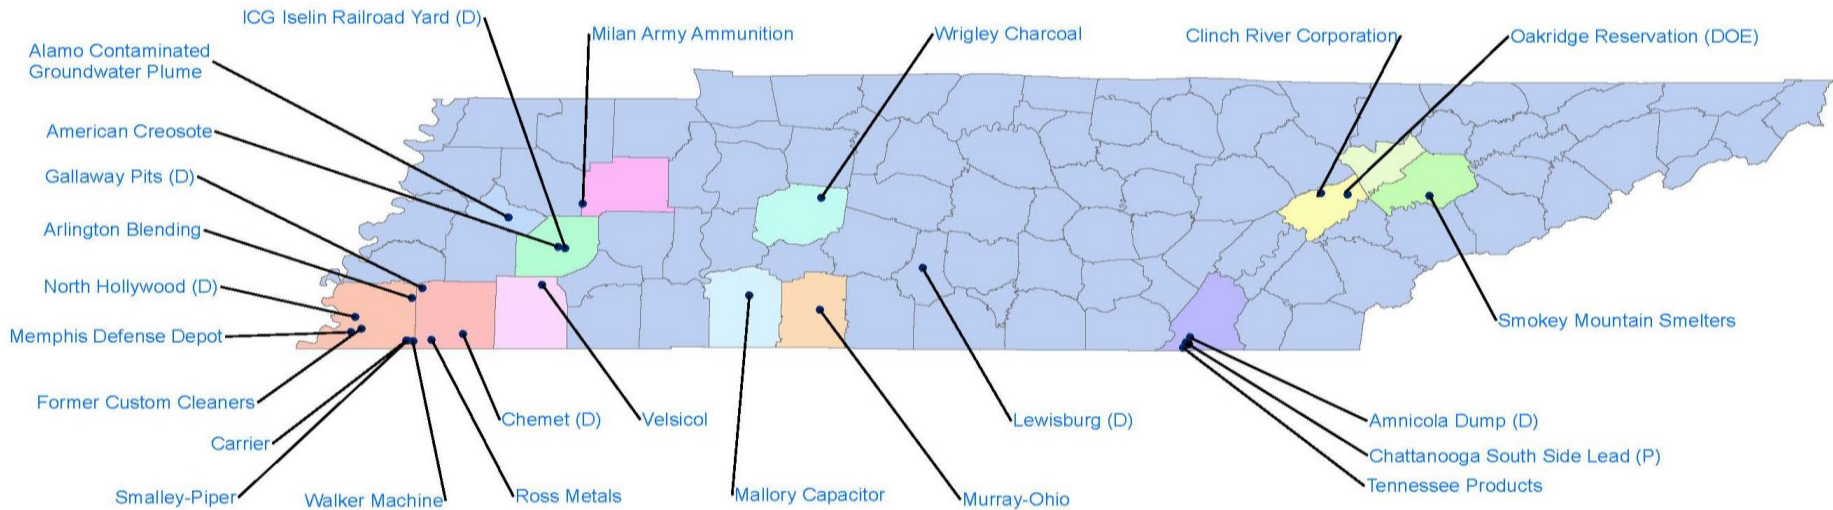 ICG Iselin Railroad Yard (D)
Milan Army Ammunition
Wrigley Charcoal
Clinch River Corporation
Oakridge Reservation (DOE)
Alamo Contaminated
Groundwater Plume
American Creosote
Gallaway Pits (D)
Arlington Blending
North Hollywood (D)
Memphis Defense Depot
Smokey Mountain Smelters
Former Custom Cleaners
Chemet (D)
Velsicol
Lewisburg (D)
Amnicola Dump (D)
Carrier
Chattanooga South Side Lead (P)
Tennessee Products
Smalley-Piper
Walker Machine
Ross Metals
Mallory Capacitor
Murray-Ohio